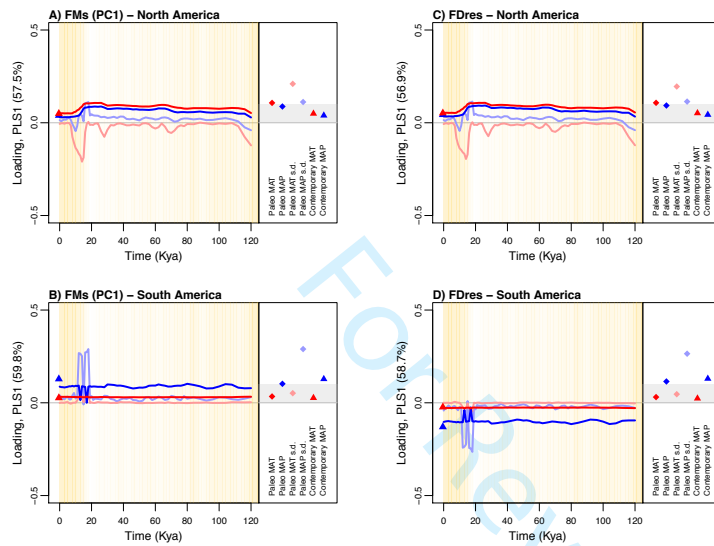 A) FMs (PC1) – North America
Loading, PLS1 (57.5%)
0.5
0.0
−0.5
0 20 40 60 80 100 120
Time (Kya)
Paleo MAT
Paleo MAP
Paleo MAT s.d.
Paleo MAP s.d.
Contemporary MAT
Contemporary MAP
C) FDres – North America
Loading, PLS1 (56.9%)
0.5
0.0
−0.5
0 20 40 60 80 100 120
Time (Kya)
Paleo MAT
Paleo MAP
Paleo MAT s.d.
Paleo MAP s.d.
Contemporary MAT
Contemporary MAP
B) FMs (PC1) – South America
Loading, PLS1 (59.8%)
0.5
0.0
−0.5
0 20 40 60 80 100 120
Time (Kya)
Paleo MAT
Paleo MAP
Paleo MAT s.d.
Paleo MAP s.d.
Contemporary MAT
Contemporary MAP
D) FDres – South America
Loading, PLS1 (58.7%)
0.5
0.0
−0.5
0 20 40 60 80 100 120
Time (Kya)
Paleo MAT
Paleo MAP
Paleo MAT s.d.
Paleo MAP s.d.
Contemporary MAT
Contemporary MAP
For